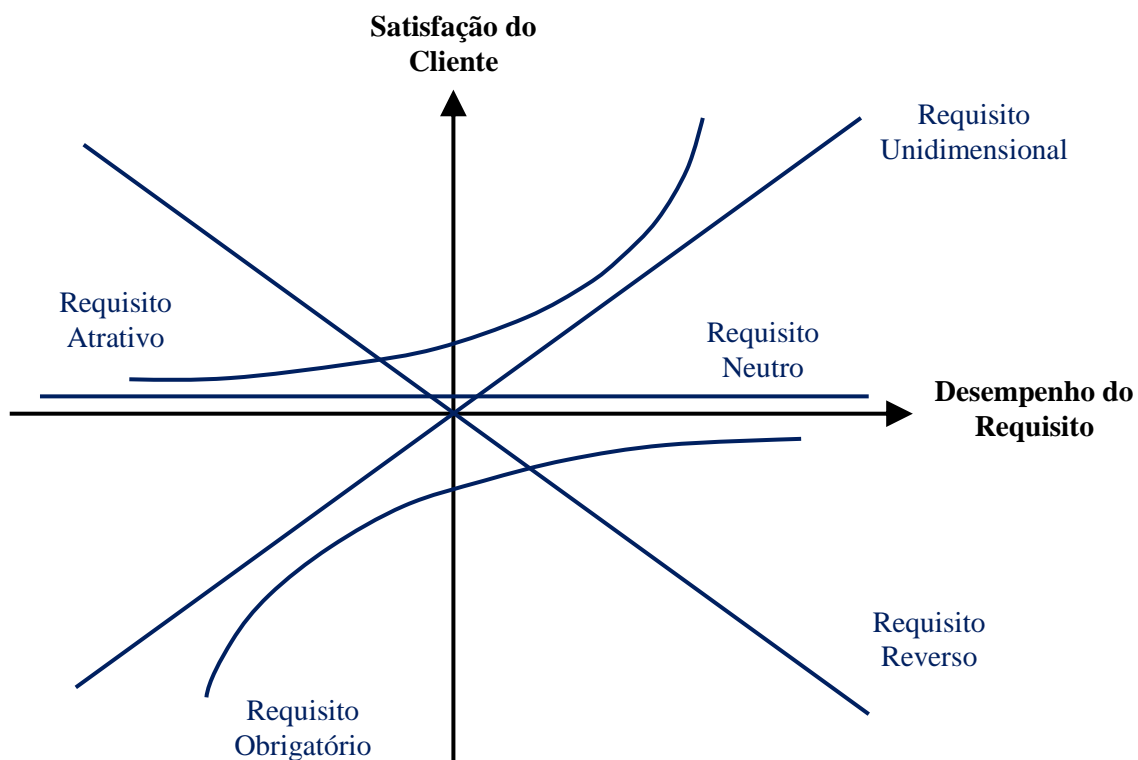 Satisfação do
Cliente
Requisito
Unidimensional
Requisito
Atrativo
Requisito
Neutro
Desempenho do
Requisito
Requisito
Reverso
Requisito
Obrigatório